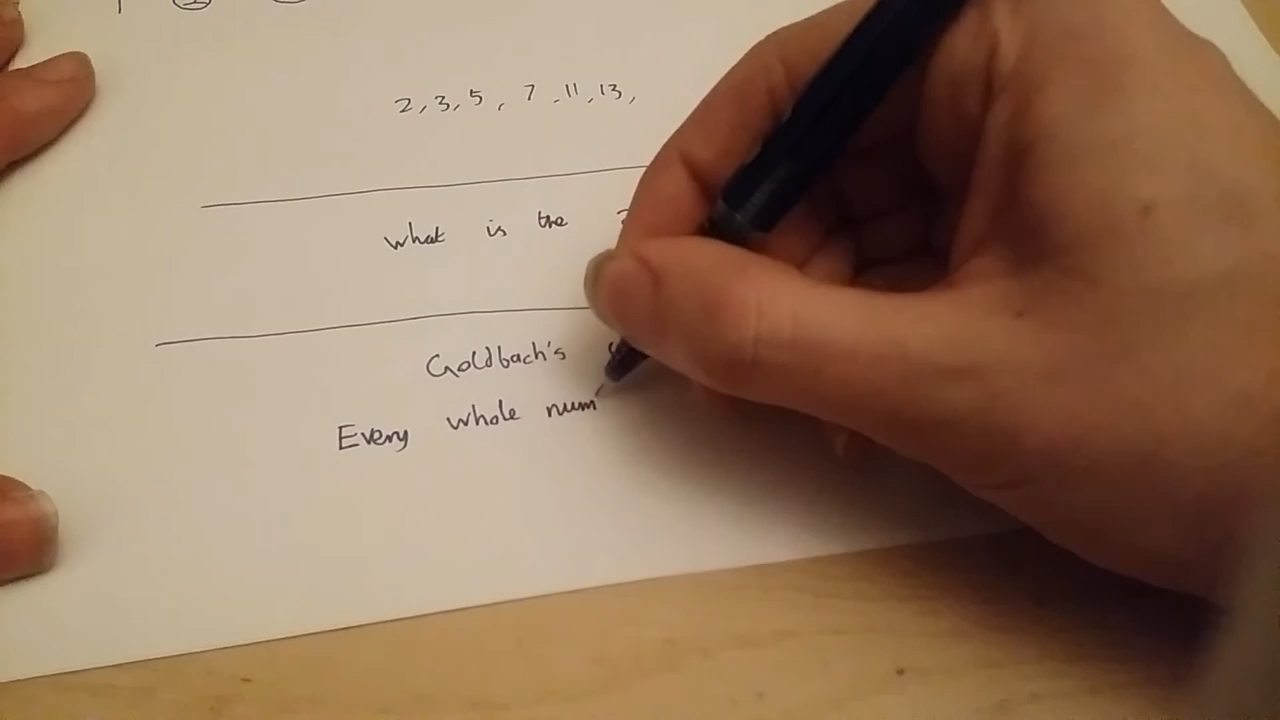 2, 3, 5, 7, 11, 13,
what is the
Goldbach's
Every whole num